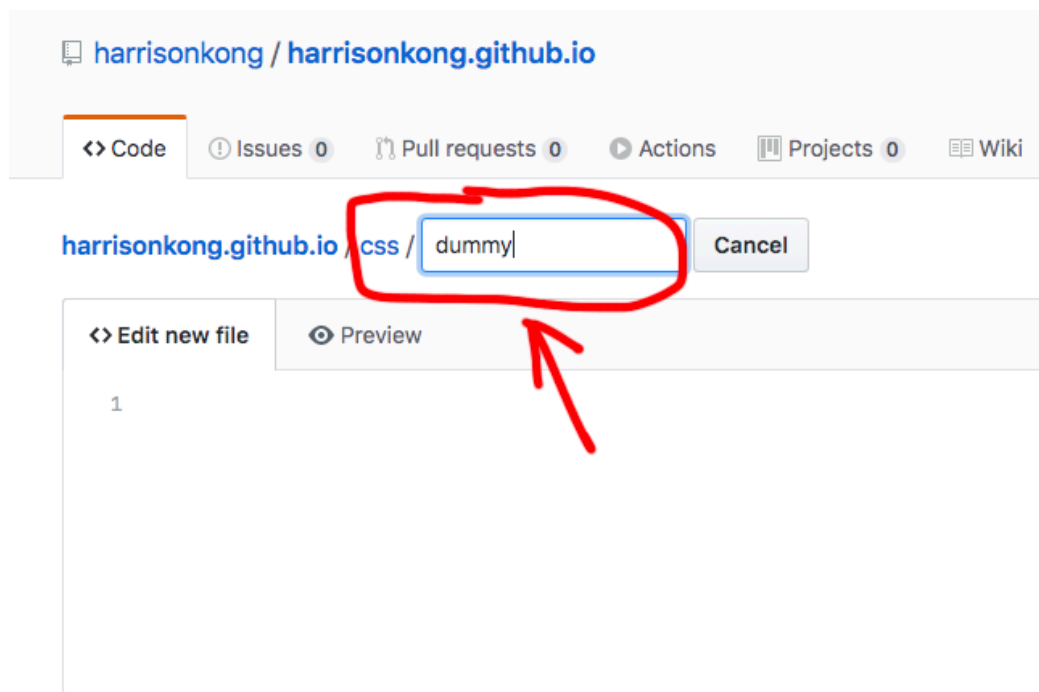 harrisonkong / harrisonkong.github.io
Code Issues 0 Pull requests 0 Actions Projects 0 Wiki
harrisonkong.github.io / css / dummy Cancel
Edit new file Preview
1